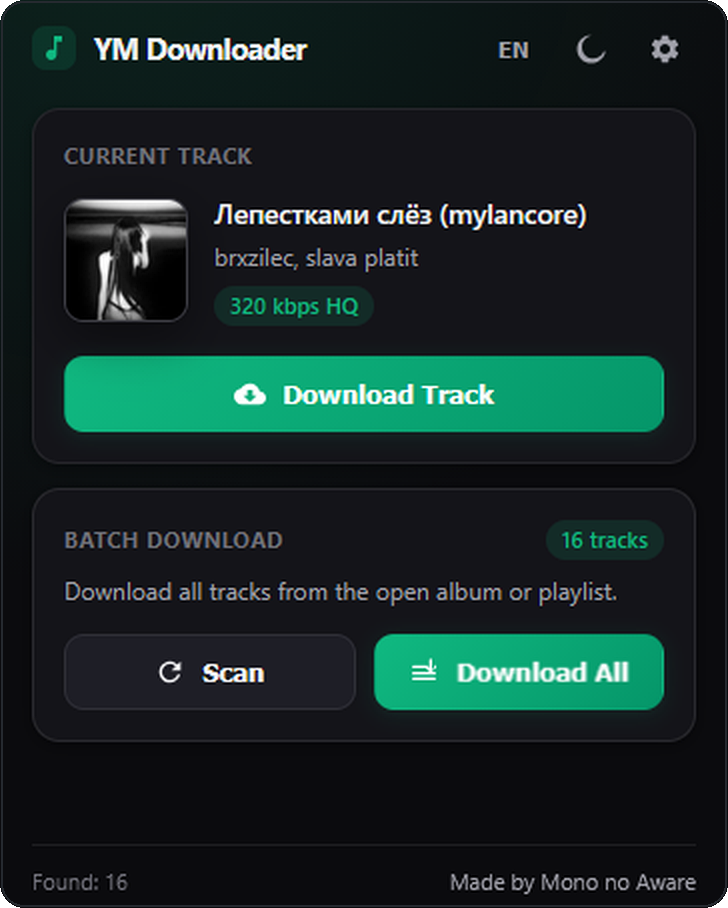 YM Downloader
EN
CURRENT TRACK
Лепестками слёз (mylancore)
brxzilec, slava platit
320 kbps HQ
Download Track
BATCH DOWNLOAD
16 tracks
Download all tracks from the open album or playlist.
Scan
Download All
Found: 16
Made by Mono no Aware